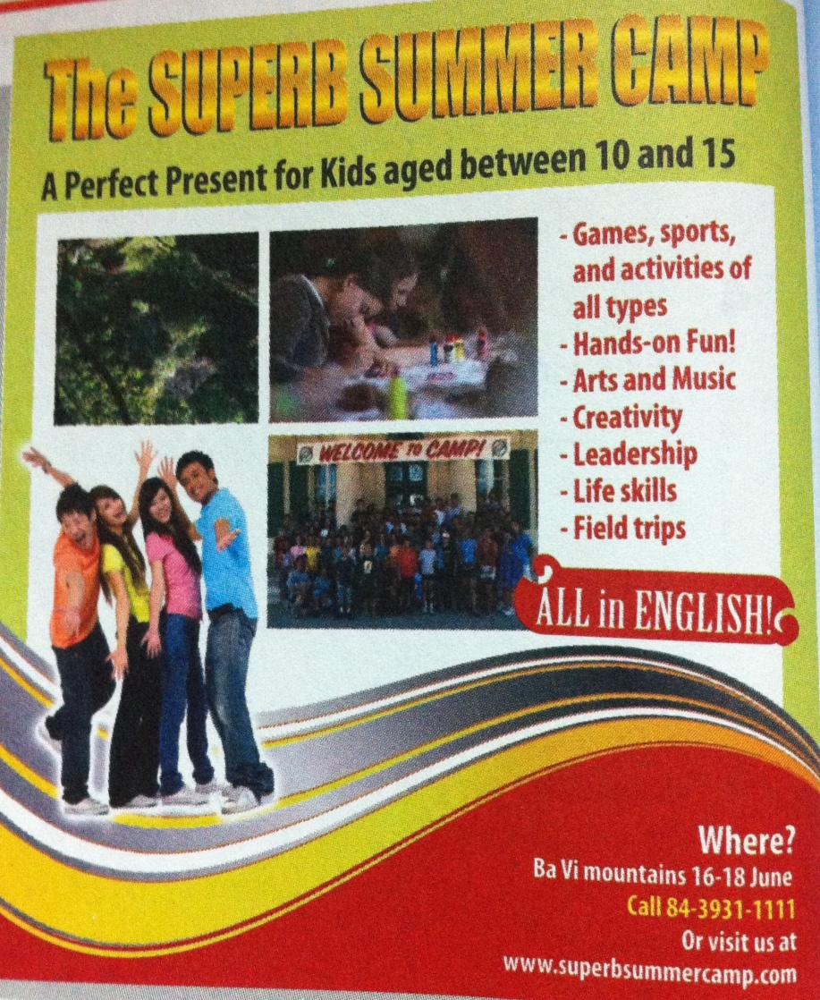 The SUPERB SUMMER CAMP
A Perfect Present for Kids aged between 10 and 15
- Games, sports,
and activities of
all types
- Hands-on Fun!
- Arts and Music
- Creativity
- Leadership
- Life skills
- Field trips
WELCOME TO CAMP!
ALL in ENGLISH!
Where?
Ba Vi mountains 16-18 June
Call 84-3931-1111
Or visit us at
www.superbsummercamp.com